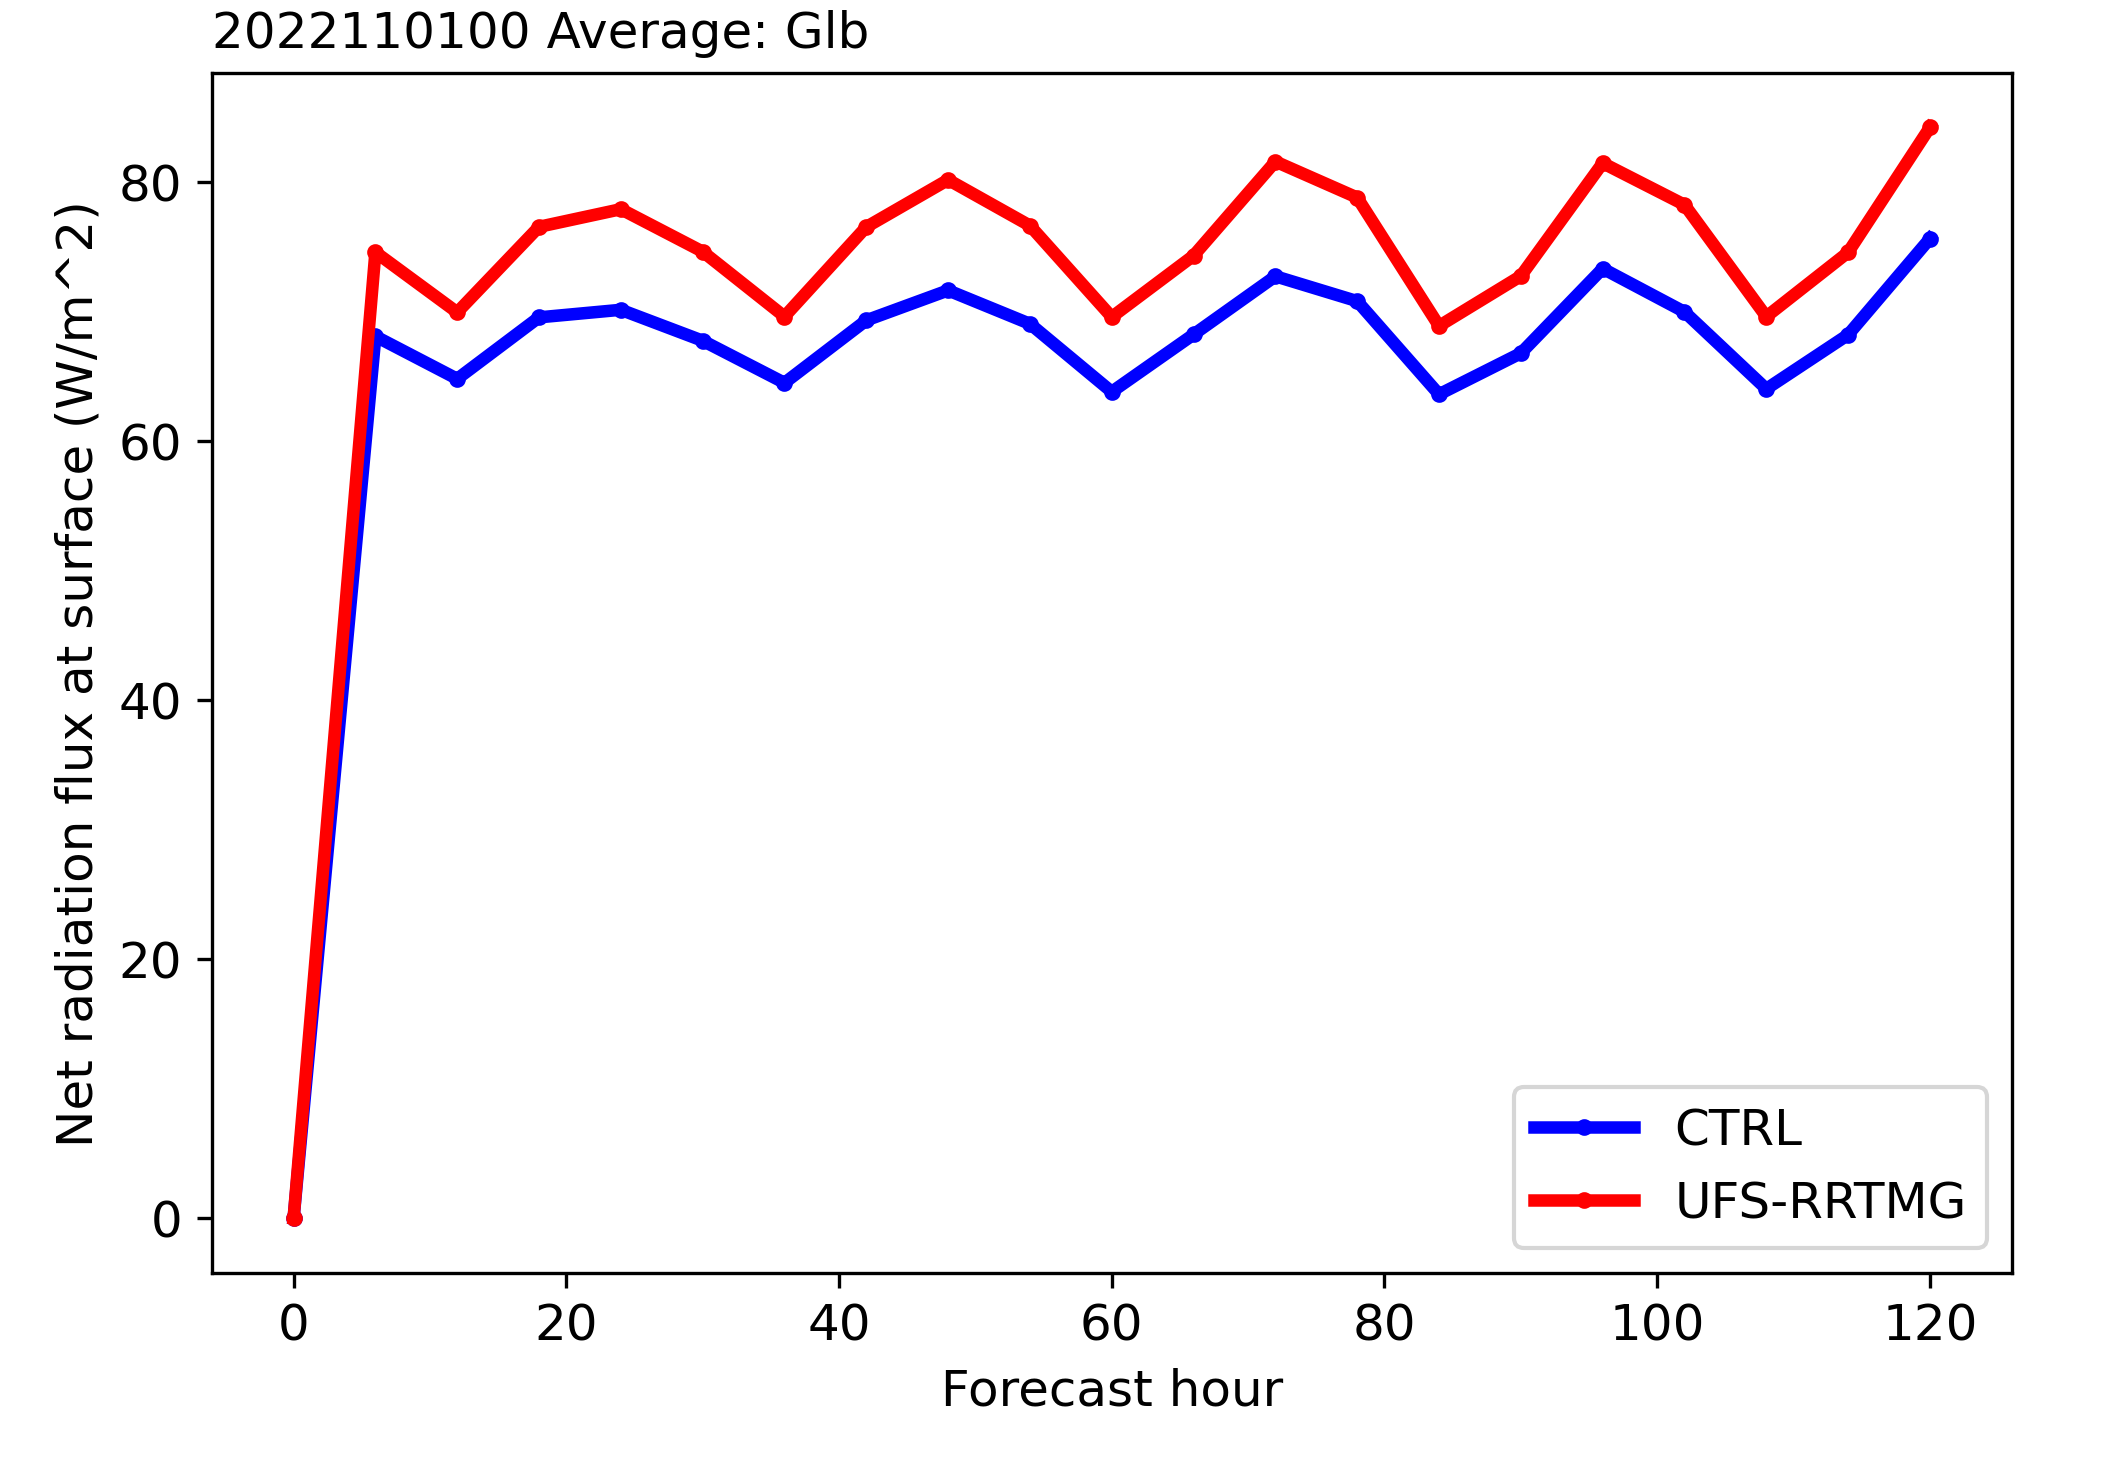 2022110100 Average: Glb
Net radiation flux at surface (W/m^2)
80
60
40
20
0
0 20 40 60 80 100 120
Forecast hour
CTRL
UFS-RRTMG